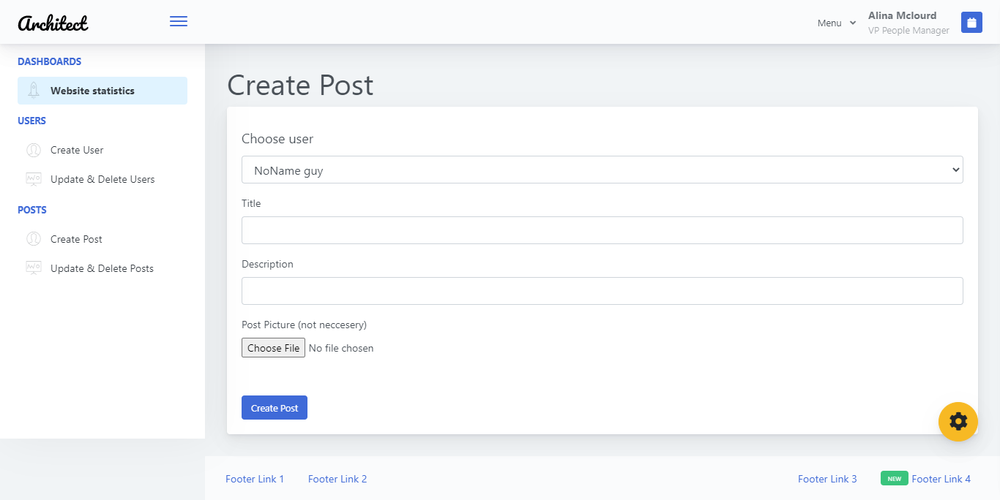 Architect
Menu
Alina Mclourd
VP People Manager
DASHBOARDS
Website statistics
USERS
Create User
Update & Delete Users
POSTS
Create Post
Update & Delete Posts
Create Post
Choose user
NoName guy
Title
Description
Post Picture (not neccesery)
Choose File No file chosen
Create Post
Footer Link 1 Footer Link 2 Footer Link 3 NEW Footer Link 4